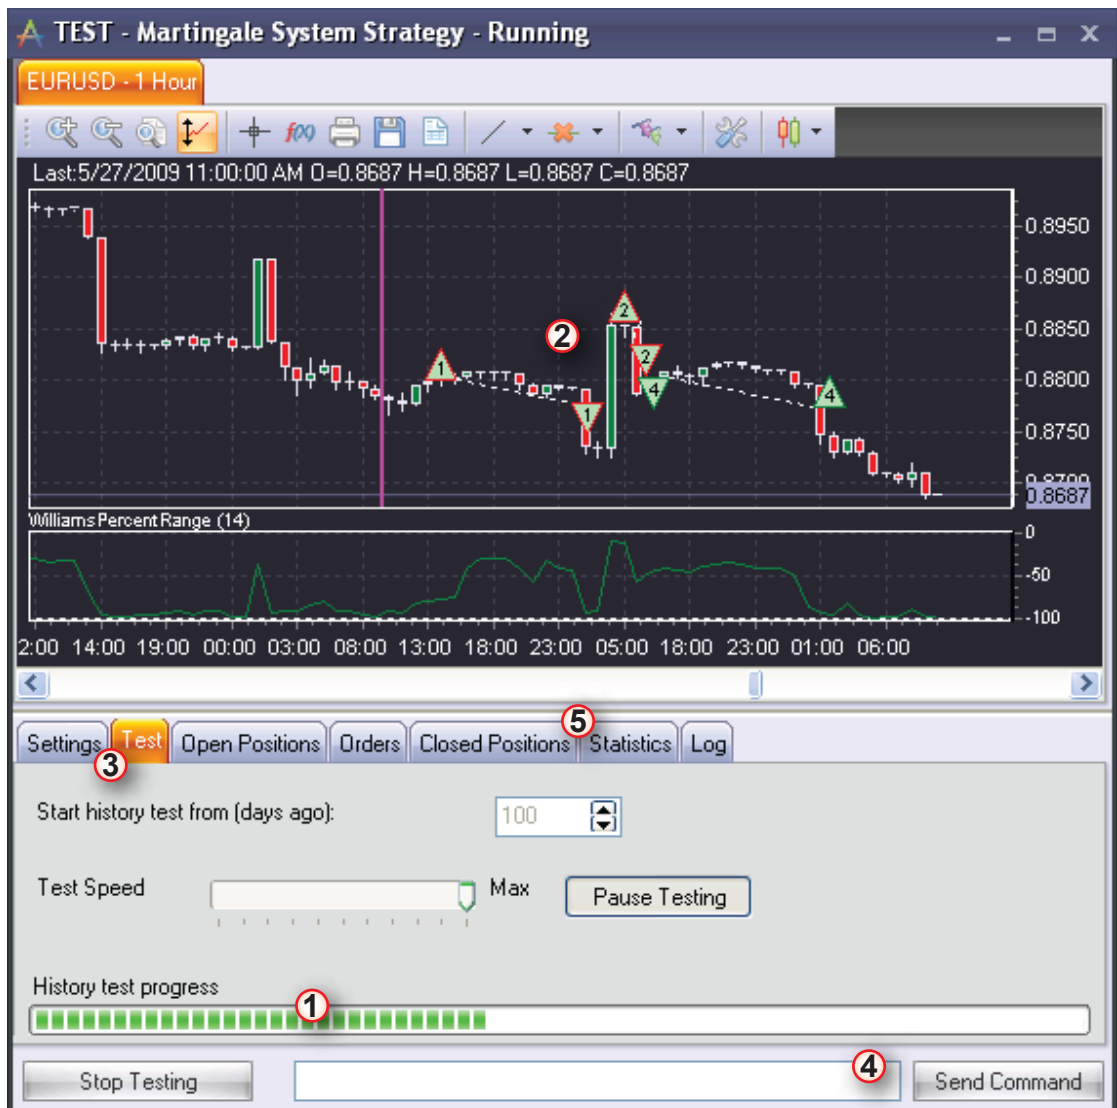 TEST - Martingale System Strategy - Running
EURUSD - 1 Hour
f(x)
Last:5/27/2009 11:00:00 AM O=0.8687 H=0.8687 L=0.8687 C=0.8687
0.8950
0.8900
0.8850
0.8800
0.8750
0.8700
0.8687
1
1
2
2
2
4
4
Williams Percent Range (14)
0
-50
-100
2:00 14:00 19:00 00:00 03:00 08:00 13:00 18:00 23:00 05:00 18:00 23:00 01:00 06:00
Settings Test Open Positions Orders Closed Positions Statistics Log
3
5
Start history test from (days ago): 100
Test Speed Max Pause Testing
History test progress
1
Stop Testing 4 Send Command